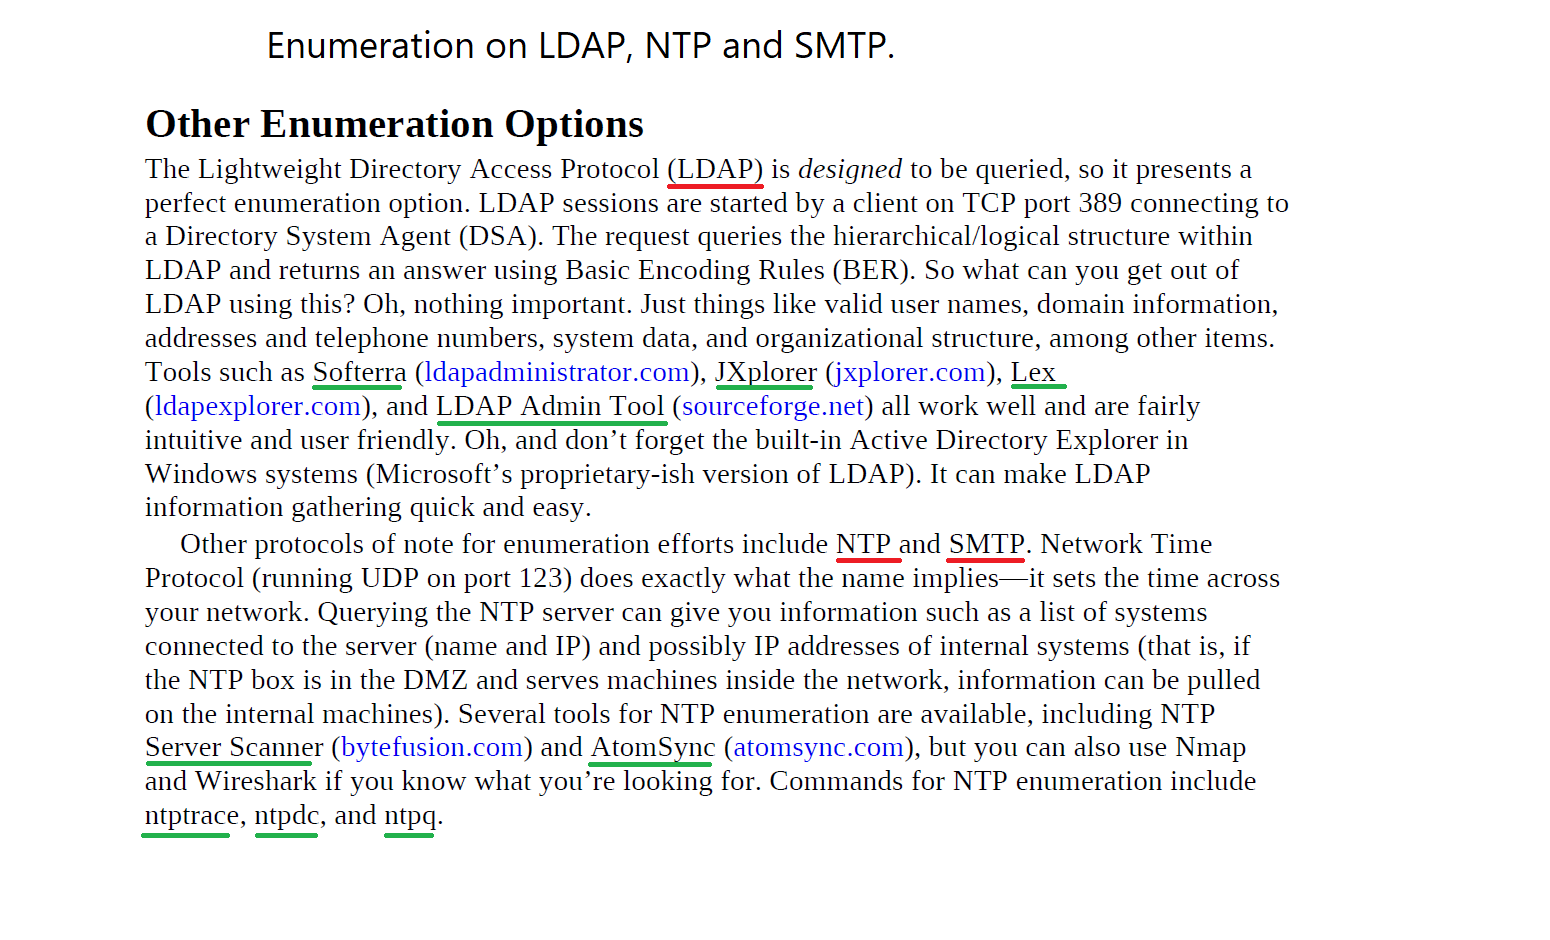 Enumeration on LDAP, NTP and SMTP.
Other Enumeration Options
The Lightweight Directory Access Protocol (LDAP) is designed to be queried, so it presents a
perfect enumeration option. LDAP sessions are started by a client on TCP port 389 connecting to
a Directory System Agent (DSA). The request queries the hierarchical/logical structure within
LDAP and returns an answer using Basic Encoding Rules (BER). So what can you get out of
LDAP using this? Oh, nothing important. Just things like valid user names, domain information,
addresses and telephone numbers, system data, and organizational structure, among other items.
Tools such as Softerra (ldapadministrator.com), JXplorer (jxplorer.com), Lex
(ldapexplorer.com), and LDAP Admin Tool (sourceforge.net) all work well and are fairly
intuitive and user friendly. Oh, and don’t forget the built-in Active Directory Explorer in
Windows systems (Microsoft’s proprietary-ish version of LDAP). It can make LDAP
information gathering quick and easy.
Other protocols of note for enumeration efforts include NTP and SMTP. Network Time
Protocol (running UDP on port 123) does exactly what the name implies—it sets the time across
your network. Querying the NTP server can give you information such as a list of systems
connected to the server (name and IP) and possibly IP addresses of internal systems (that is, if
the NTP box is in the DMZ and serves machines inside the network, information can be pulled
on the internal machines). Several tools for NTP enumeration are available, including NTP
Server Scanner (bytefusion.com) and AtomSync (atomsync.com), but you can also use Nmap
and Wireshark if you know what you’re looking for. Commands for NTP enumeration include
ntptrace, ntpdc, and ntpq.